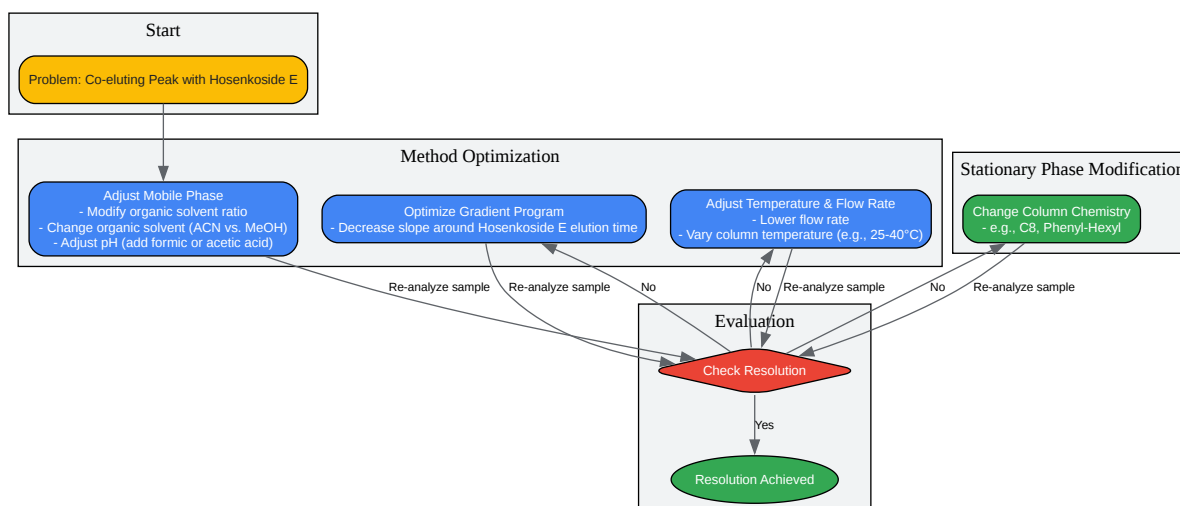 Start
Problem: Co-eluting Peak with Hosenkoside E
Method Optimization
Adjust Mobile Phase
- Modify organic solvent ratio
- Change organic solvent (ACN vs. MeOH)
- Adjust pH (add formic or acetic acid)
Optimize Gradient Program
- Decrease slope around Hosenkoside E elution time
Adjust Temperature & Flow Rate
- Lower flow rate
- Vary column temperature (e.g., 25-40°C)
Stationary Phase Modification
Change Column Chemistry
- e.g., C8, Phenyl-Hexyl
Re-analyze sample
Re-analyze sample
No
No
Re-analyze sample
No
Re-analyze sample
Evaluation
Check Resolution
Yes
Resolution Achieved